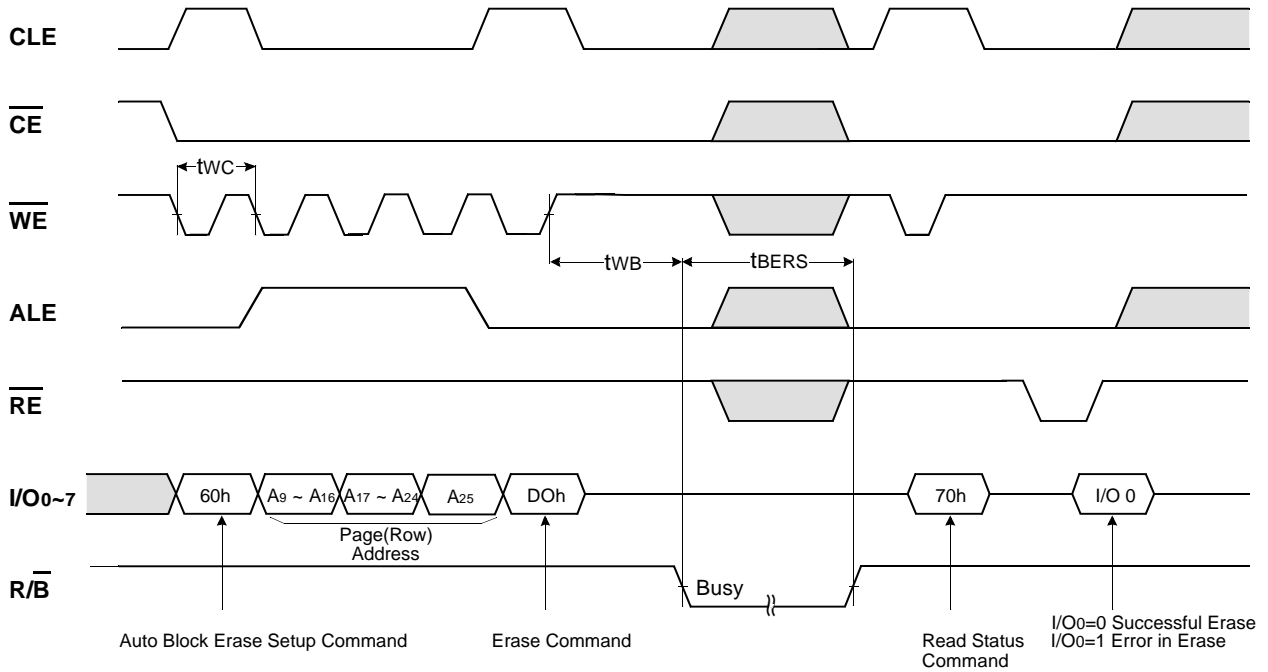 CLE
CE
tWC
WE
tWB
tBERS
ALE
RE
I/O0~7
60h
A9 ~ A16
A17 ~ A24
A25
DOh
70h
I/O 0
Page(Row)
Address
R/B
Busy
Auto Block Erase Setup Command
Erase Command
Read Status
Command
I/O0=0 Successful Erase
I/O0=1 Error in Erase